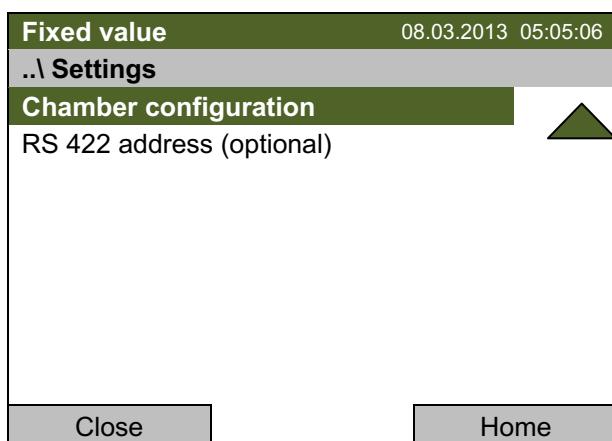 Fixed value 08.03.2013 05:05:06
..\ Settings
Chamber configuration
RS 422 address (optional)
Close Home